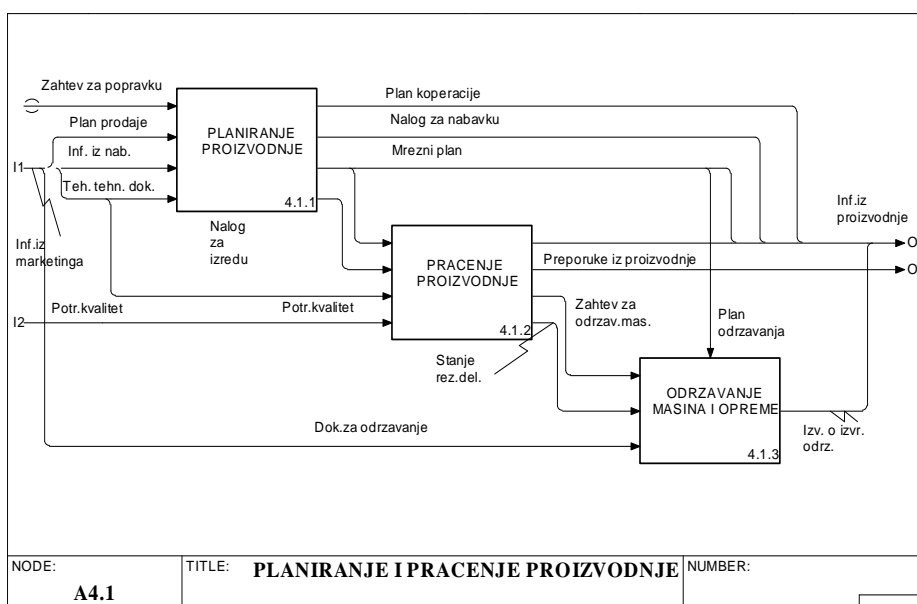 Zahtev za popravku
Plan prodaje
Inf. iz nab.
I1
Teh. tehn. dok.
Inf.iz
marketinga
PLANIRANJE
PROIZVODNJE
4.1.1
Plan koperacije
Nalog za nabavku
Mrezni plan
Nalog
za
izredu
Inf.iz
proizvodnje
O
Preporuke iz proizvodnje
O
PRACENJE
PROIZVODNJE
4.1.2
I2
Potr.kvalitet
Potr.kvalitet
Zahtev za
odrzav.mas.
Plan
odrzavanja
Stanje
rez.del.
ODRZAVANJE
MASINA I OPREME
4.1.3
Dok.za odrzavanje
Izv. o izvr.
odrz.
NODE:
A4.1
TITLE: PLANIRANJE I PRACENJE PROIZVODNJE
NUMBER: